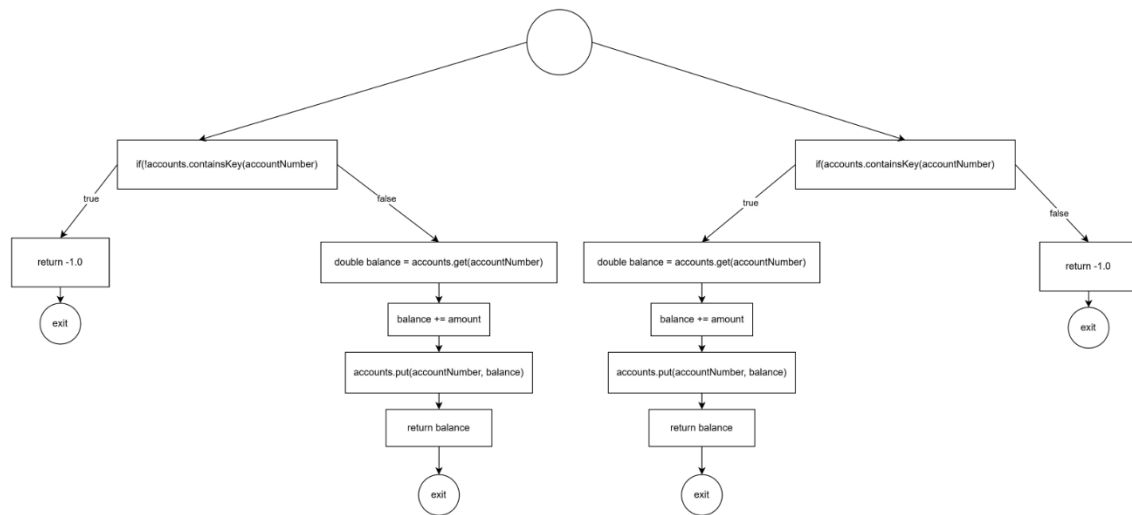 if(!accounts.containsKey(accountNumber)
if(accounts.containsKey(accountNumber)
true
false
true
false
return -1.0
double balance = accounts.get(accountNumber)
double balance = accounts.get(accountNumber)
return -1.0
exit
balance += amount
balance += amount
exit
accounts.put(accountNumber, balance)
accounts.put(accountNumber, balance)
return balance
return balance
exit
exit